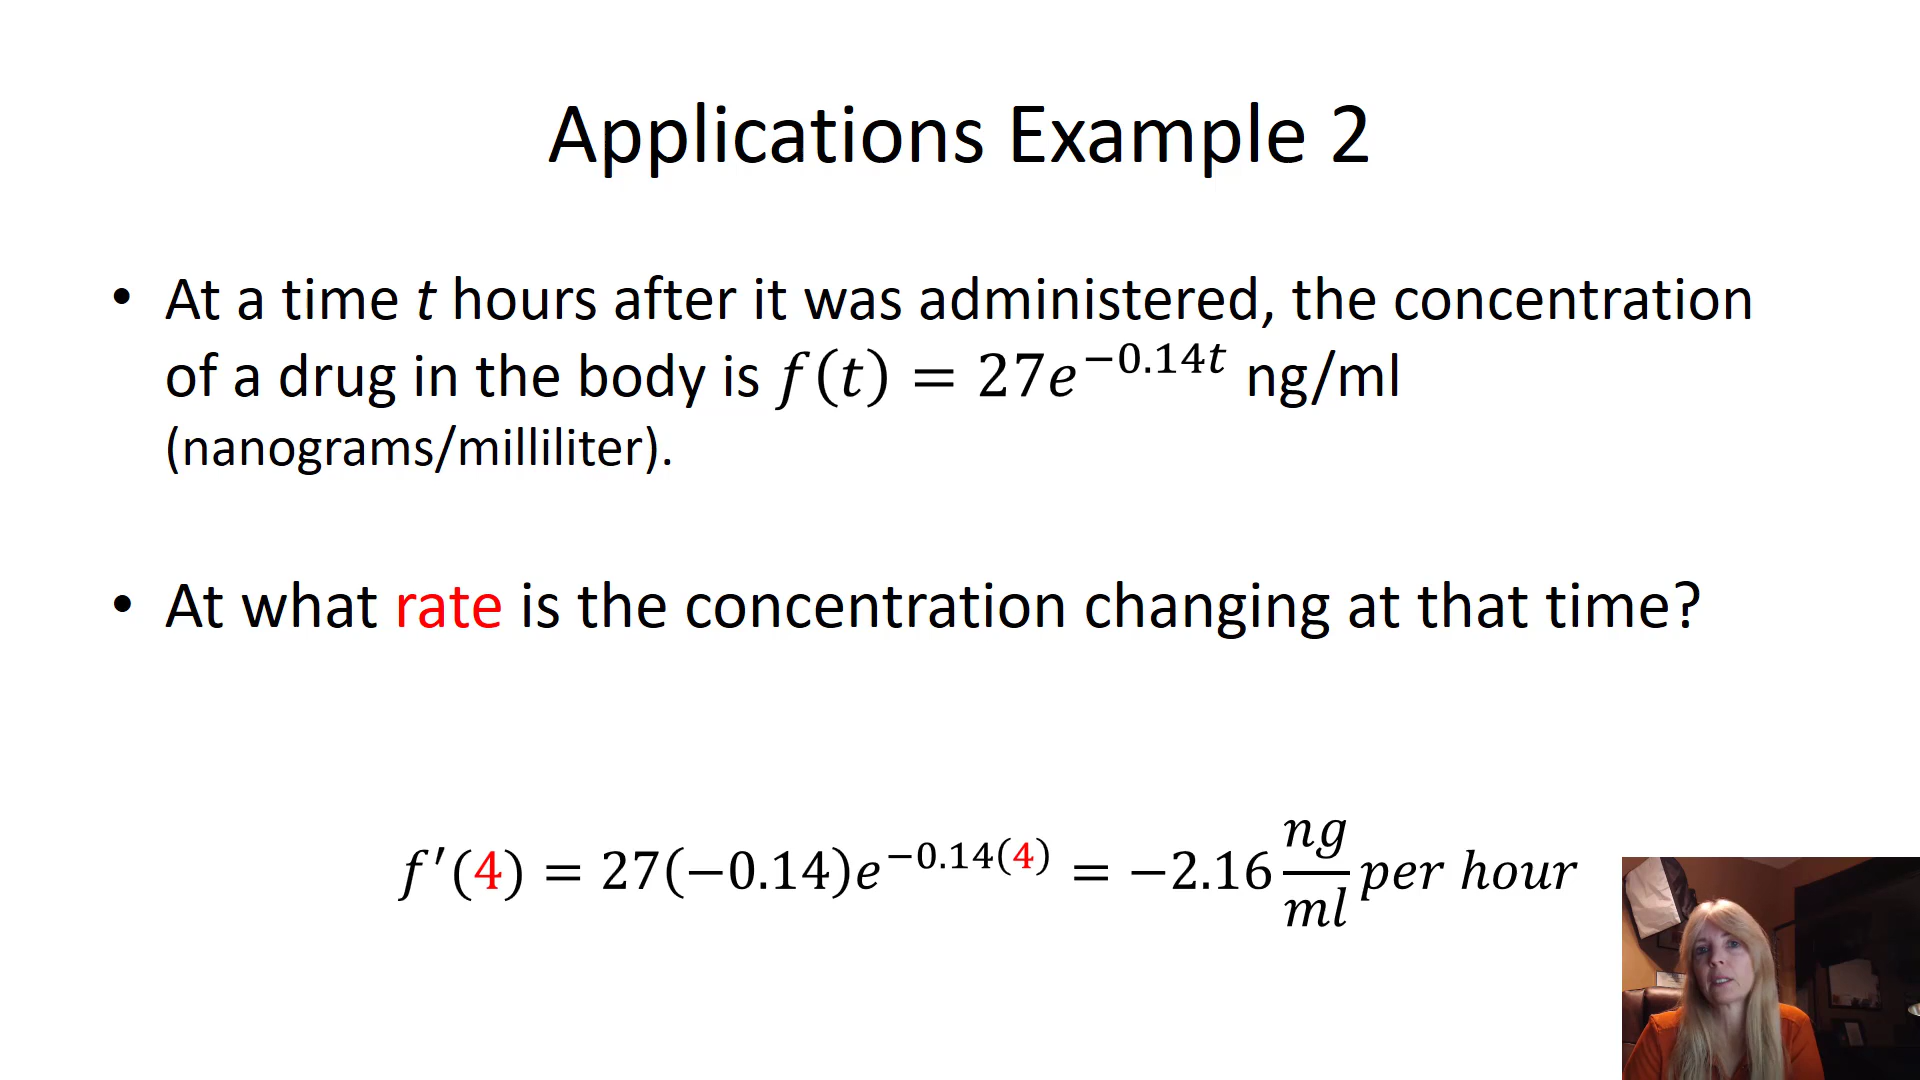 Applications Example 2
• At a time t hours after it was administered, the concentration
of a drug in the body is f(t) = 27e^{−0.14t} ng/ml
(nanograms/milliliter).
• At what rate is the concentration changing at that time?
f′(4) = 27(−0.14)e^{−0.14(4)} = −2.16 \frac{ng}{ml} per hour